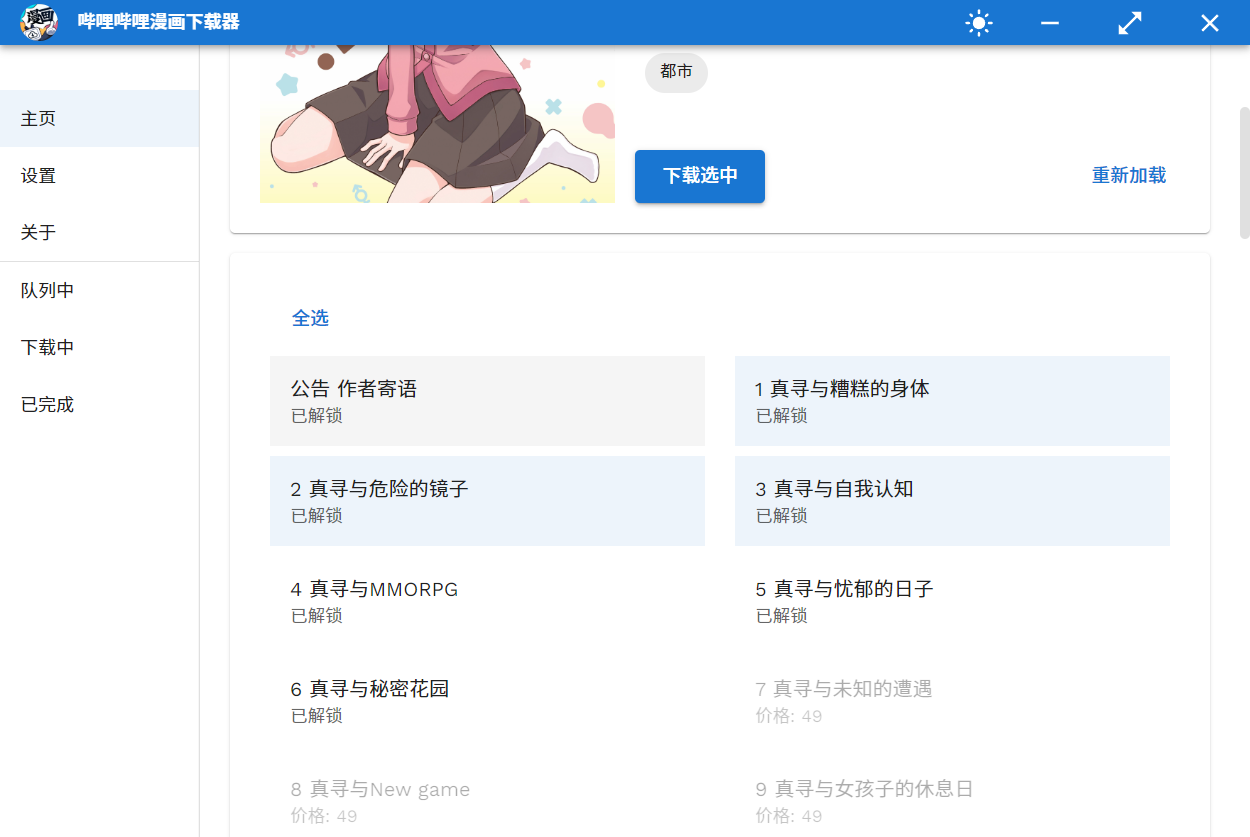 哔哩哔哩漫画下载器
主页
设置
关于
队列中
下载中
已完成
都市
下载选中
重新加载
全选
公告 作者寄语
已解锁
1 真寻与糟糕的身体
已解锁
2 真寻与危险的镜子
已解锁
3 真寻与自我认知
已解锁
4 真寻与MMORPG
已解锁
5 真寻与忧郁的日子
已解锁
6 真寻与秘密花园
已解锁
7 真寻与未知的遭遇
价格: 49
8 真寻与New game
价格: 49
9 真寻与女孩子的休息日
价格: 49